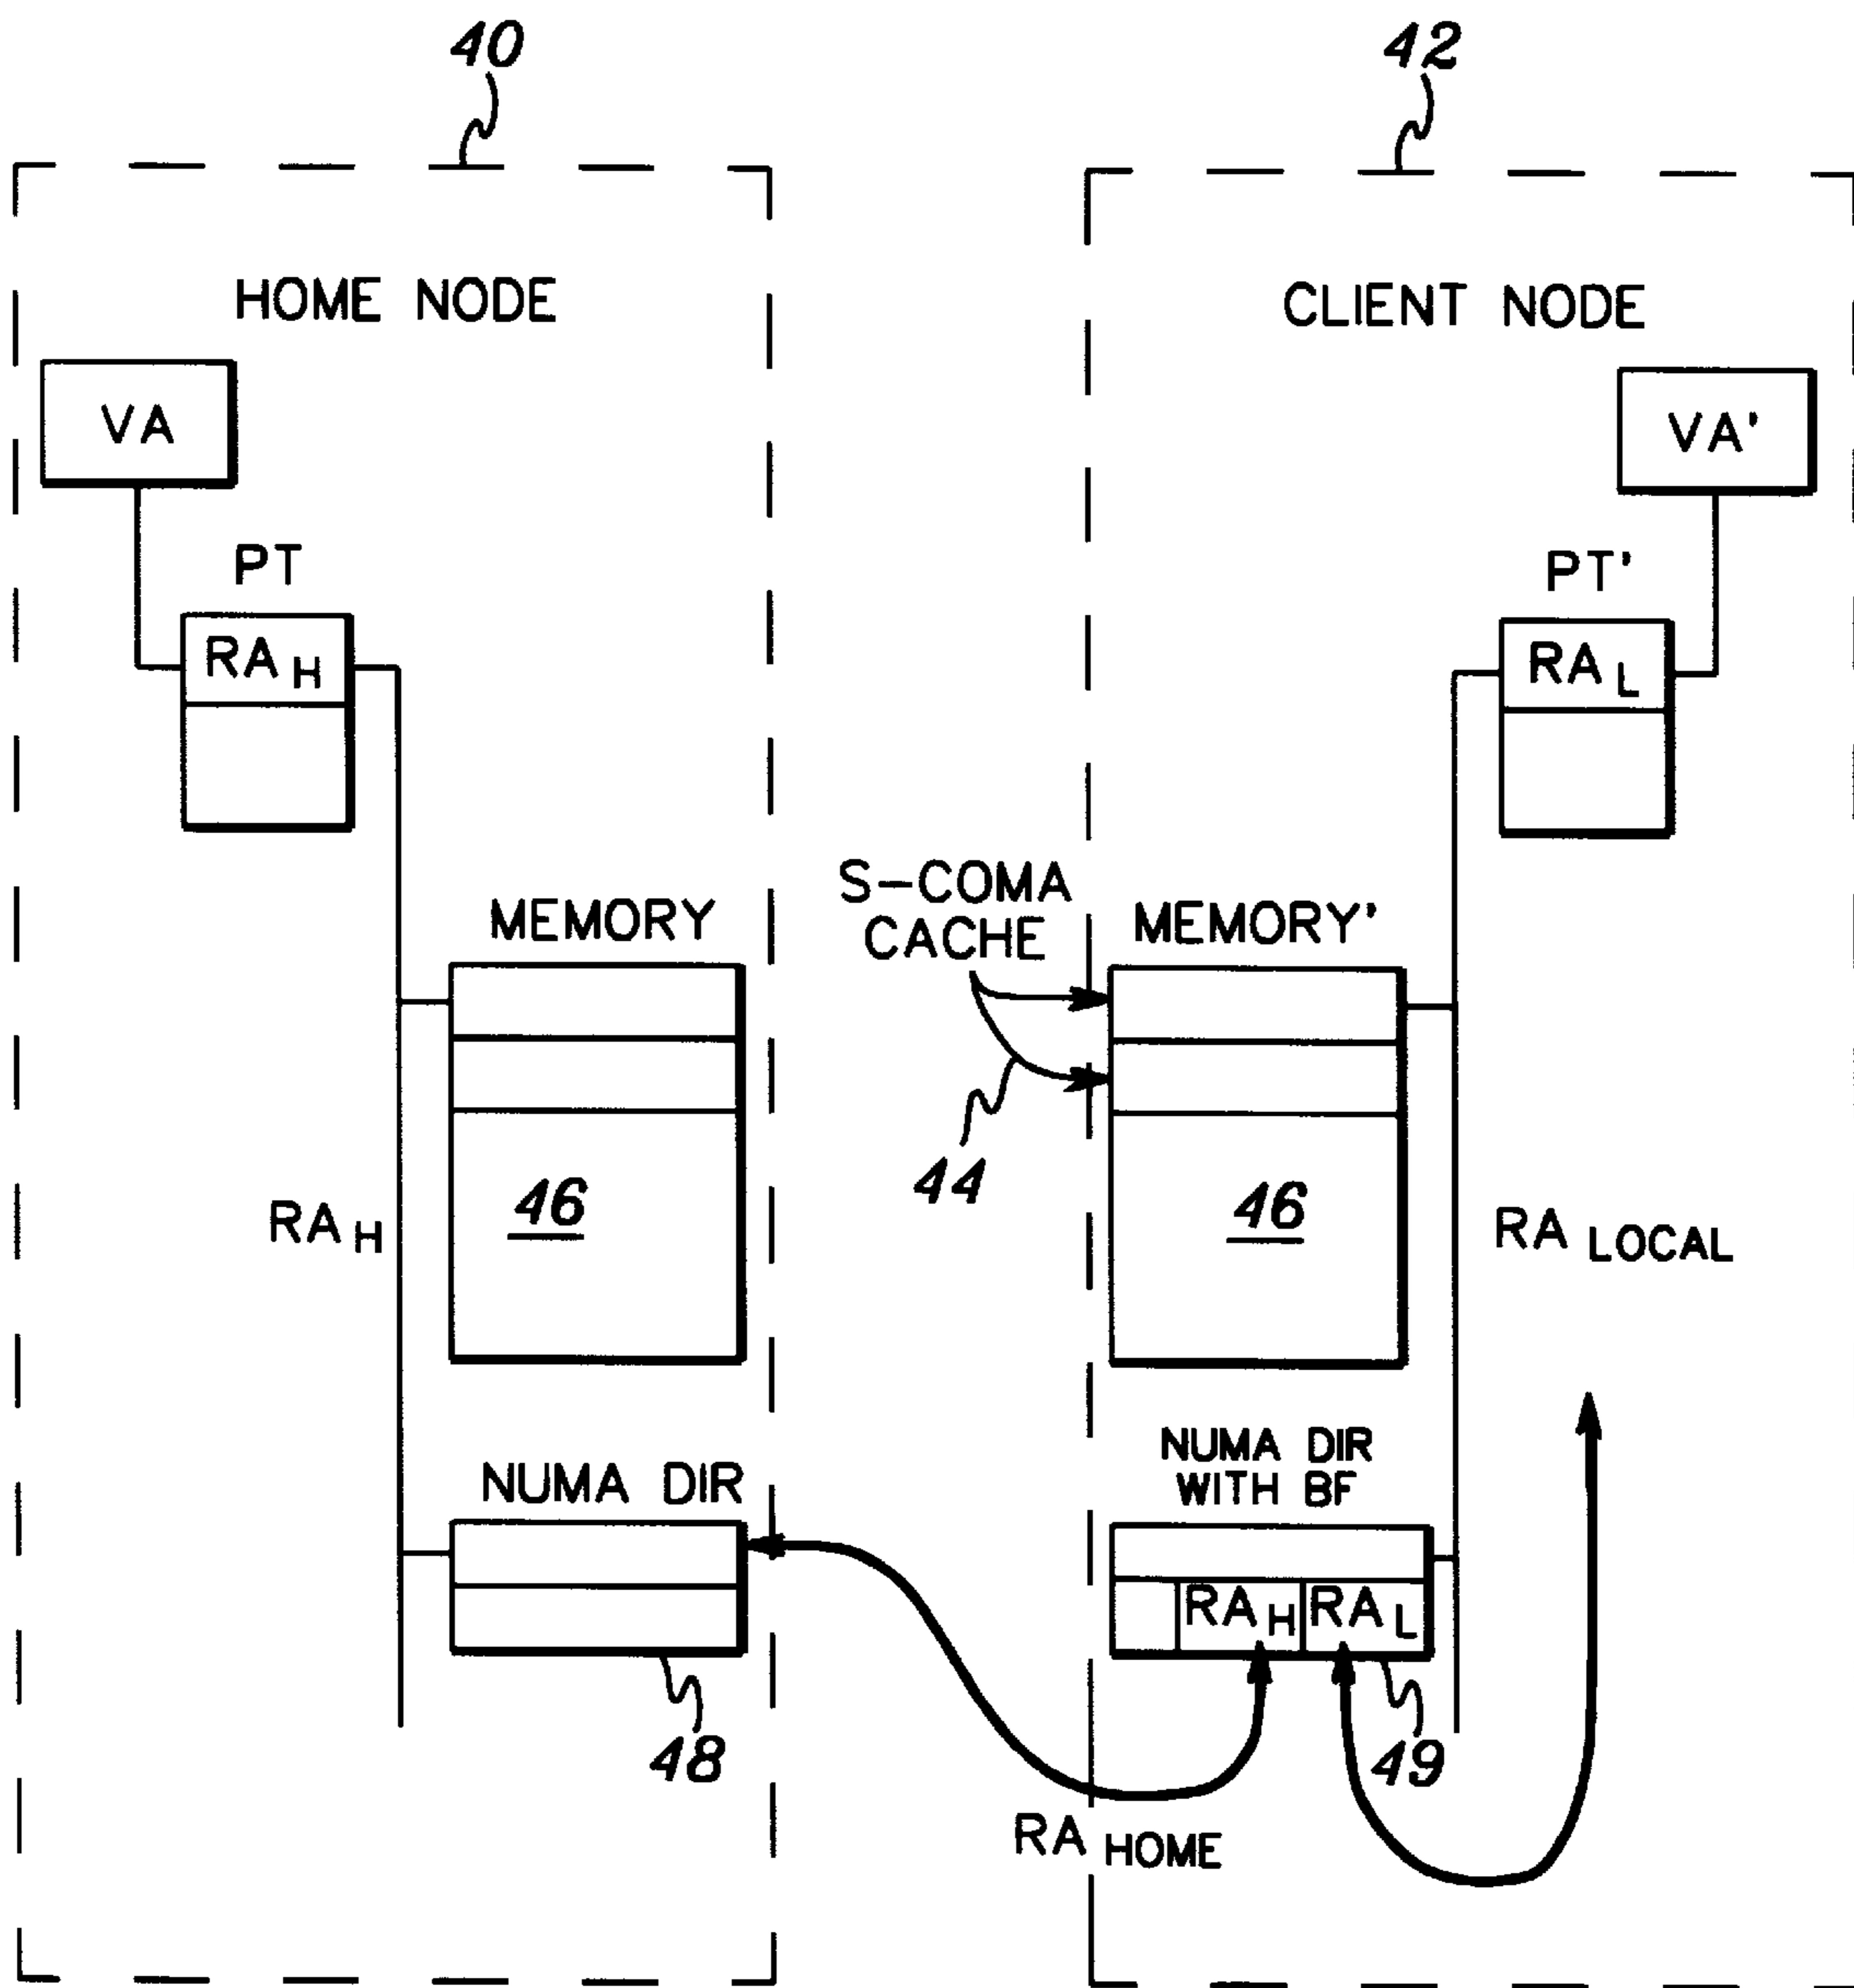 40
42
HOME NODE
CLIENT NODE
VA
VA'
PT
PT'
RA H
RA L
S-COMA
CACHE
MEMORY
MEMORY'
44
46
46
RA H
RA LOCAL
NUMA DIR
NUMA DIR
WITH BF
RA H
RA L
48
49
RA HOME